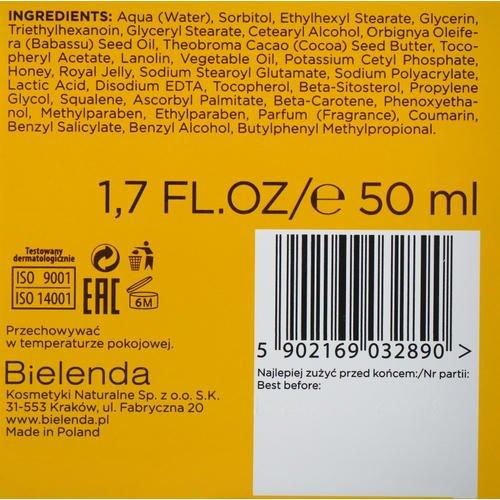 INGREDIENTS: Aqua (Water), Sorbitol, Ethylhexyl Stearate, Glycerin,
Triethylhexanoin, Glyceryl Stearate, Cetearyl Alcohol, Orbignya Oleife-
ra (Babassu) Seed Oil, Theobroma Cacao (Cocoa) Seed Butter, Toco-
pheryl Acetate, Lanolin, Vegetable Oil, Potassium Cetyl Phosphate,
Honey, Royal Jelly, Sodium Stearoyl Glutamate, Sodium Polyacrylate,
Lactic Acid, Disodium EDTA, Tocopherol, Beta-Sitosterol, Propylene
Glycol, Squalene, Ascorbyl Palmitate, Beta-Carotene, Phenoxyetha-
nol, Methylparaben, Ethylparaben, Parfum (Fragrance), Coumarin,
Benzyl Salicylate, Benzyl Alcohol, Butylphenyl Methylpropional.
1,7 FL.OZ/℮ 50 ml
Testowany
dermatologicznie
ISO 9001
ISO 14001
EAC
6M
Przechowywać
w temperaturze pokojowej.
Bielenda
Kosmetyki Naturalne Sp. z o.o. S.K.
31-553 Kraków, ul. Fabryczna 20
www.bielenda.pl
Made in Poland
5 902169 032890 >
Najlepiej zużyć przed końcem:/Nr partii:
Best before: